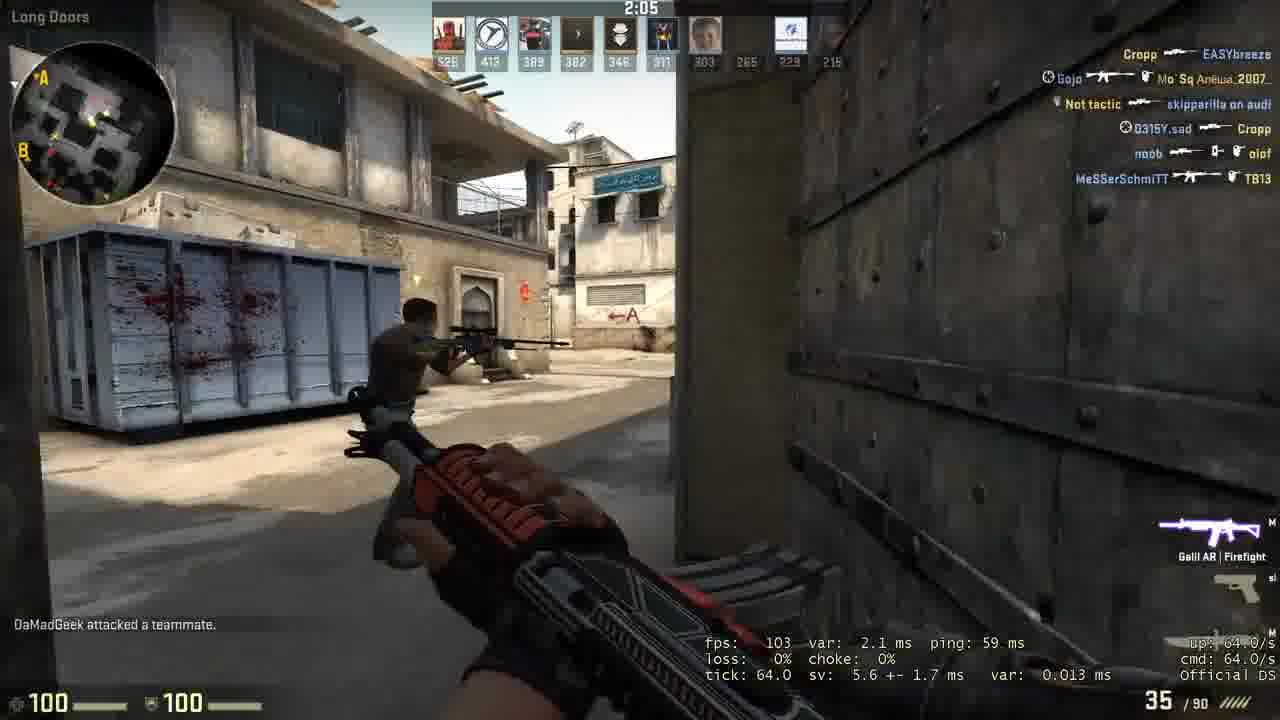 Long Doors
2:05
526 413 389 382 346 311 303 265 229 215
A
B
Cropp EASYbreeze
Gojo Mo Sq Anёша_2007_
Not tactic skipparilla on audi
D315Y.sad Cropp
noob olof
MeSSerSchmiTT TB13
←A
Galil AR | Firefight
DaMadGeek attacked a teammate.
fps: 103 var: 2.1 ms ping: 59 ms
loss: 0% choke: 0%
tick: 64.0 sv: 5.6 +- 1.7 ms var: 0.013 ms
up: 64.0/s
cmd: 64.0/s
Official DS
100 100
35 / 90